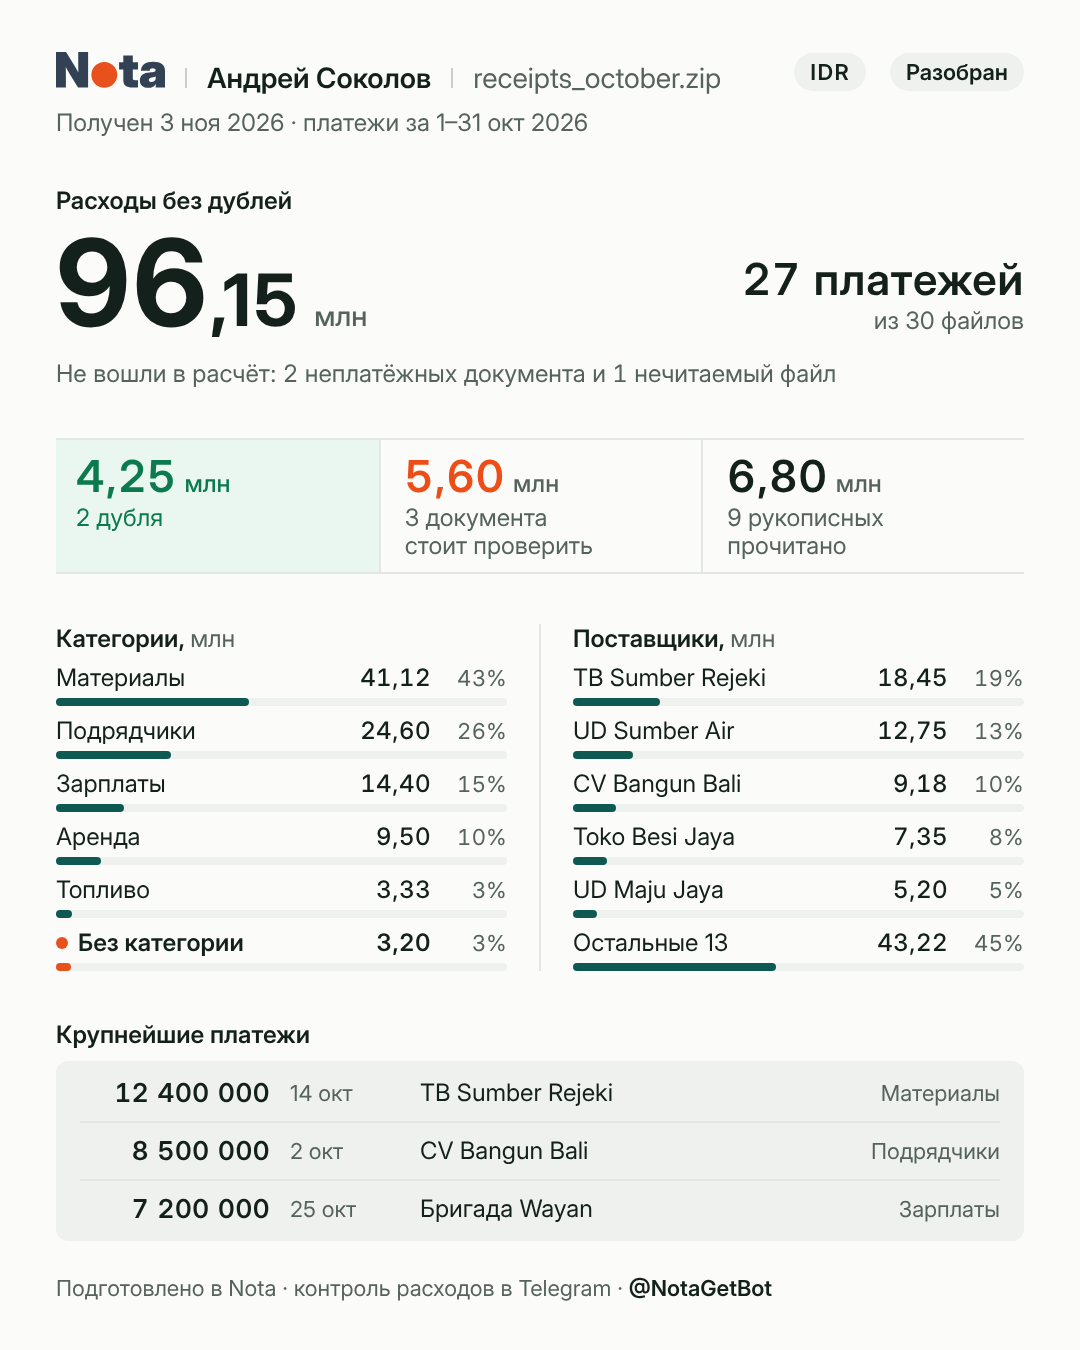 Nota | Андрей Соколов | receipts_october.zip IDR Разобран
Получен 3 ноя 2026 · платежи за 1–31 окт 2026
Расходы без дублей
96,15 млн
27 платежей
из 30 файлов
Не вошли в расчёт: 2 неплатёжных документа и 1 нечитаемый файл
4,25 млн
2 дубля
5,60 млн
3 документа
стоит проверить
6,80 млн
9 рукописных
прочитано
Категории, млн
Материалы 41,12 43%
Подрядчики 24,60 26%
Зарплаты 14,40 15%
Аренда 9,50 10%
Топливо 3,33 3%
Без категории 3,20 3%
Поставщики, млн
TB Sumber Rejeki 18,45 19%
UD Sumber Air 12,75 13%
CV Bangun Bali 9,18 10%
Toko Besi Jaya 7,35 8%
UD Maju Jaya 5,20 5%
Остальные 13 43,22 45%
Крупнейшие платежи
12 400 000 14 окт TB Sumber Rejeki Материалы
8 500 000 2 окт CV Bangun Bali Подрядчики
7 200 000 25 окт Бригада Wayan Зарплаты
Подготовлено в Nota · контроль расходов в Telegram · @NotaGetBot